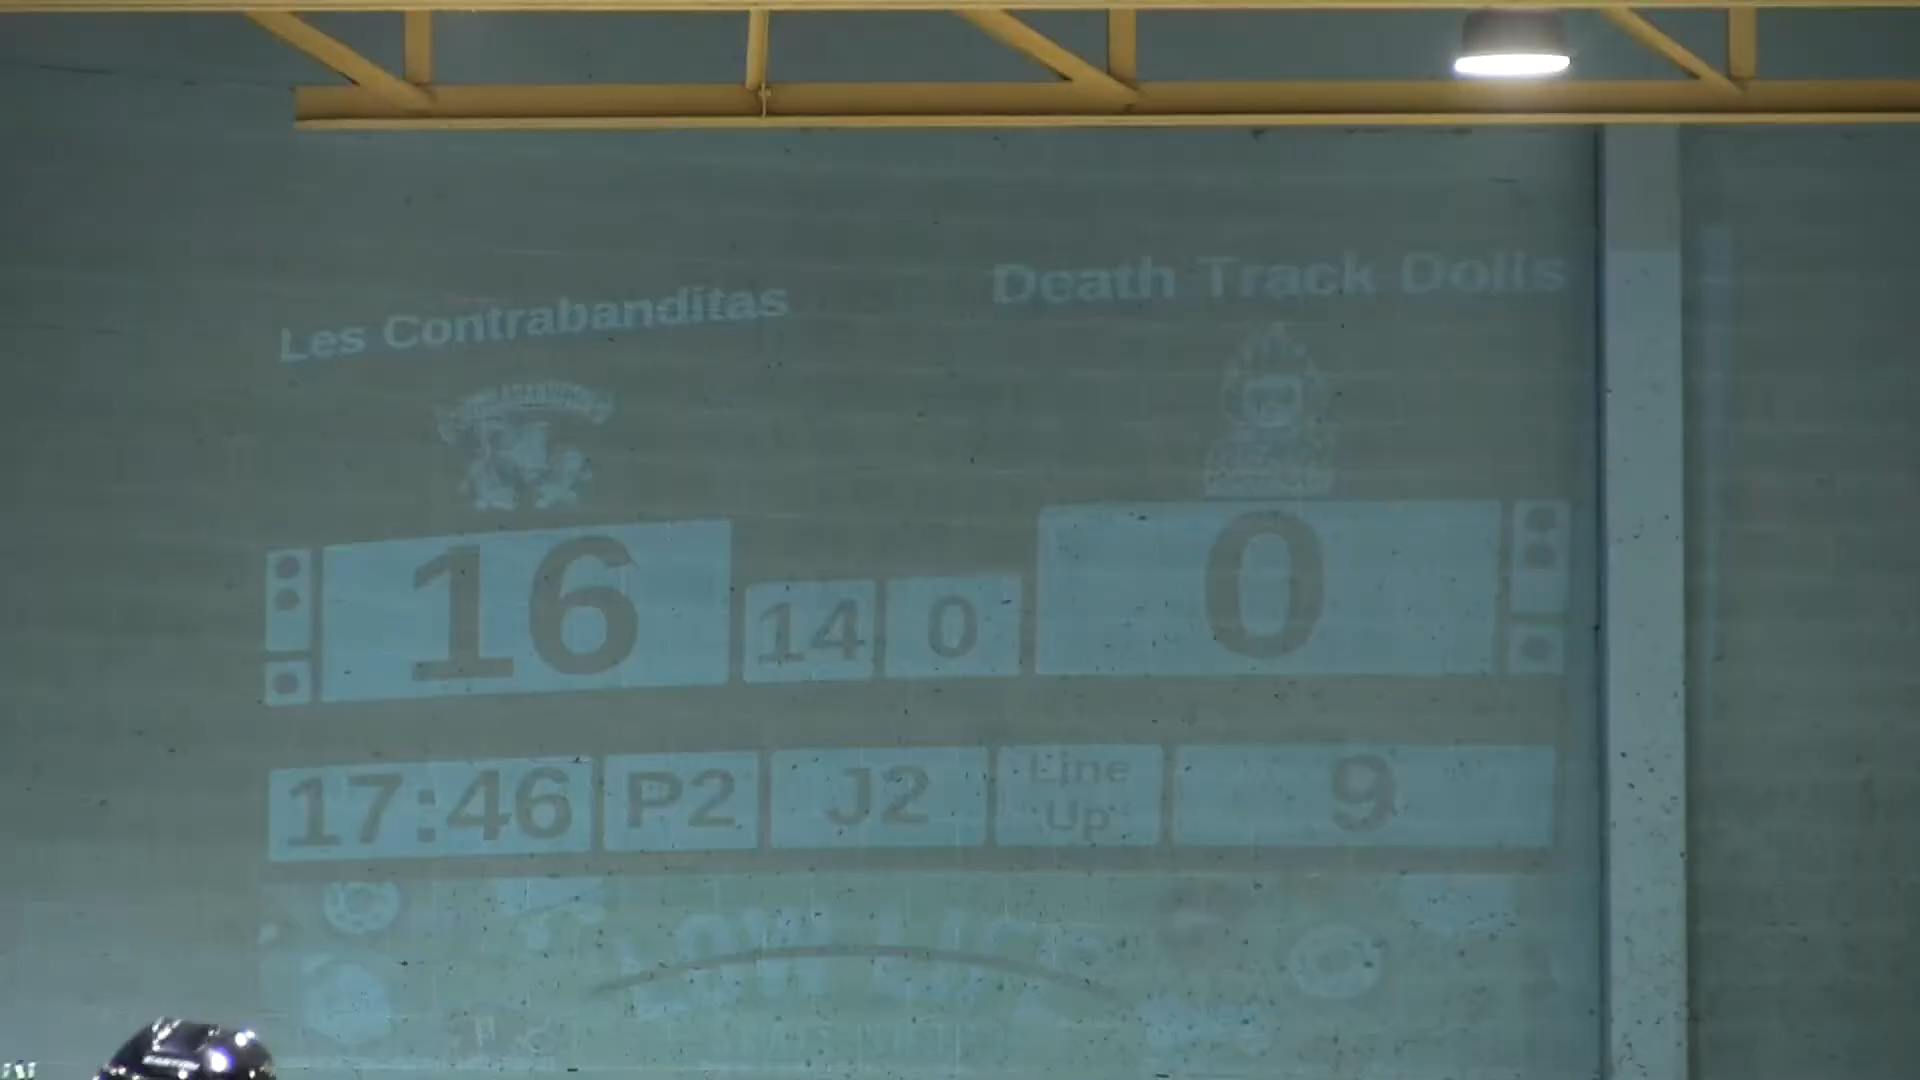 Les Contrabanditas
Death Track Dolls
16
14
0
0
17:46
P2
J2
Line
Up
9